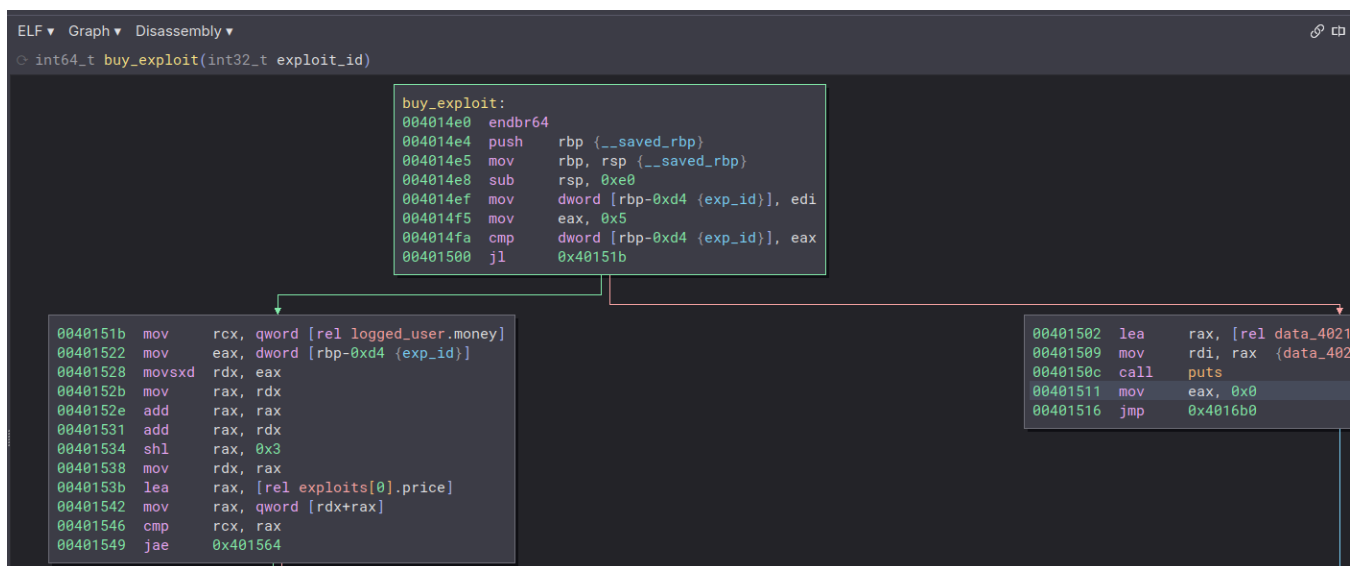 ELF ▾ Graph ▾ Disassembly ▾
int64_t buy_exploit(int32_t exploit_id)
buy_exploit:
004014e0 endbr64
004014e4 push rbp {__saved_rbp}
004014e5 mov rbp, rsp {__saved_rbp}
004014e8 sub rsp, 0xe0
004014ef mov dword [rbp-0xd4 {exp_id}], edi
004014f5 mov eax, 0x5
004014fa cmp dword [rbp-0xd4 {exp_id}], eax
00401500 jl 0x40151b
0040151b mov rcx, qword [rel logged_user.money]
00401522 mov eax, dword [rbp-0xd4 {exp_id}]
00401528 movsxd rdx, eax
0040152b mov rax, rdx
0040152e add rax, rax
00401531 add rax, rdx
00401534 shl rax, 0x3
00401538 mov rdx, rax
0040153b lea rax, [rel exploits[0].price]
00401542 mov rax, qword [rdx+rax]
00401546 cmp rcx, rax
00401549 jae 0x401564
00401502 lea rax, [rel data_4021
00401509 mov rdi, rax {data_402
0040150c call puts
00401511 mov eax, 0x0
00401516 jmp 0x4016b0